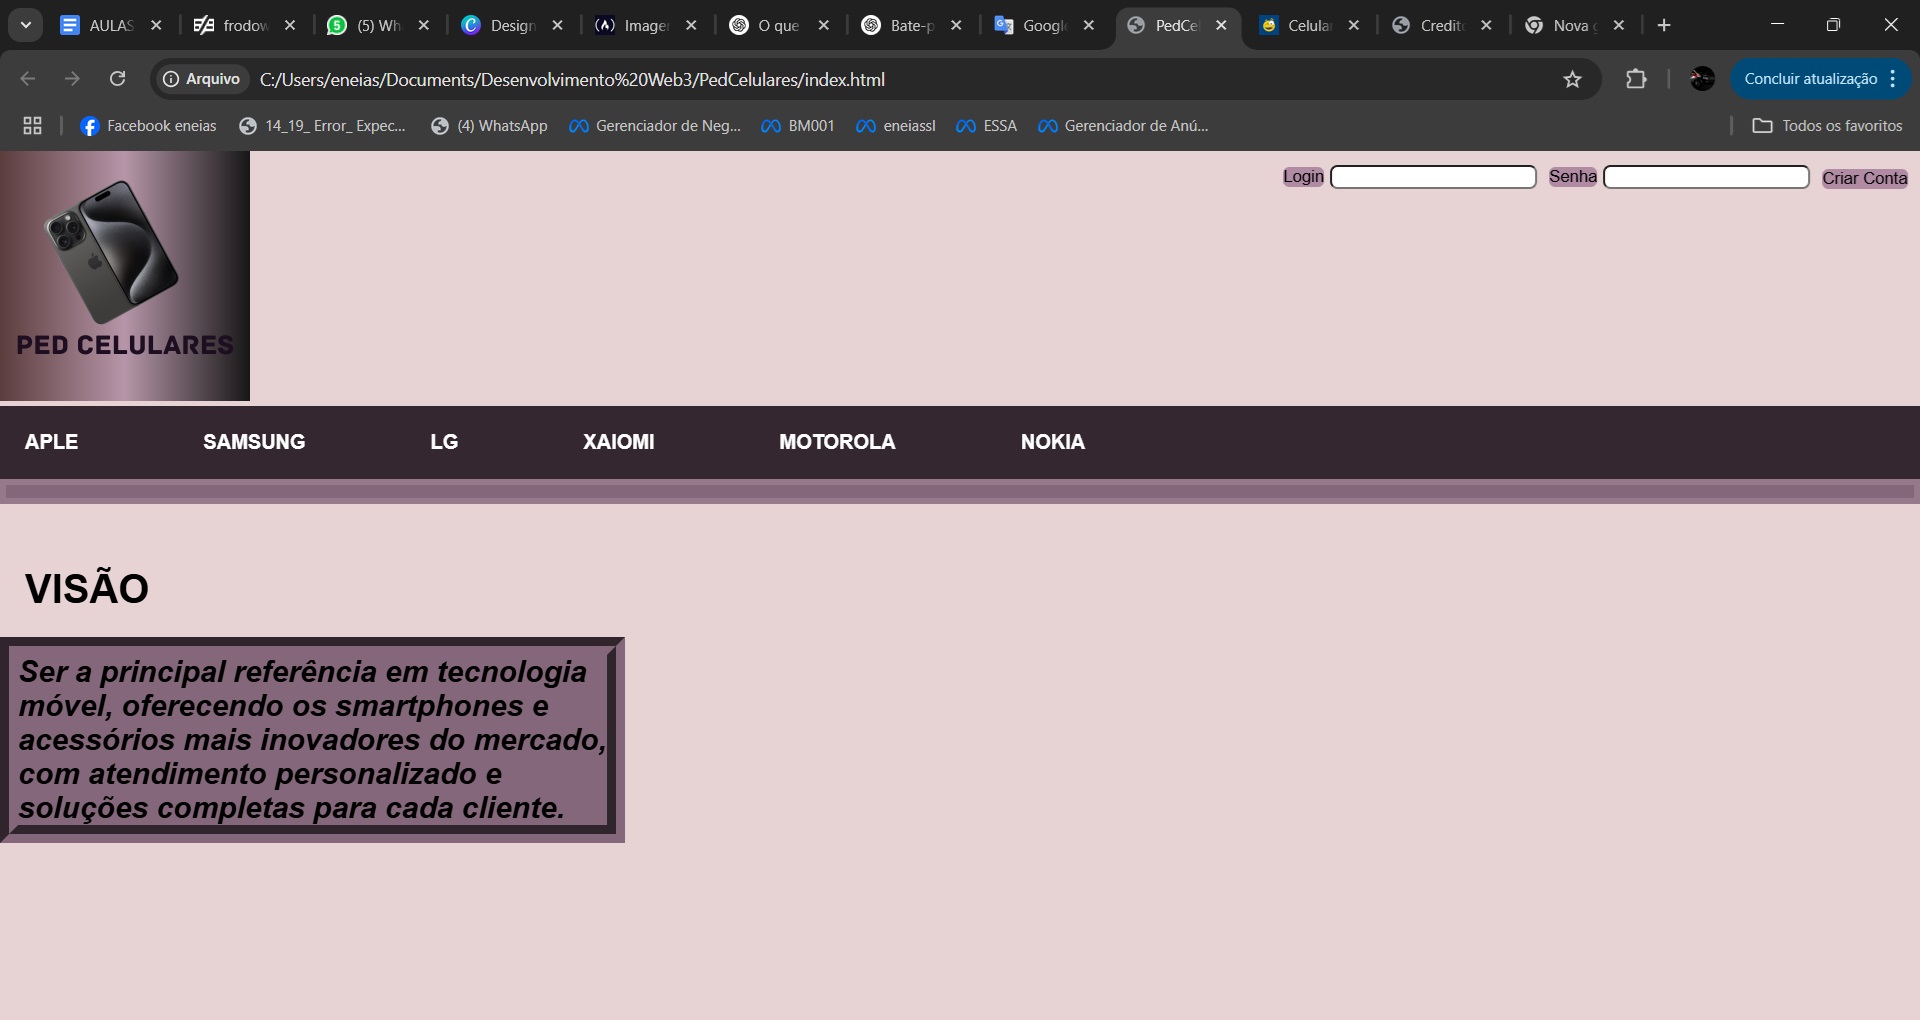 AULAS
frodow
(5) Wh
Design
Image
O que
Bate-p
Google
PedCel
Celular
Credit
Nova g
Arquivo
C:/Users/eneias/Documents/Desenvolvimento%20Web3/PedCelulares/index.html
Concluir atualização
Facebook eneias
14_19_ Error_ Expec...
(4) WhatsApp
Gerenciador de Neg...
BM001
eneiassl
ESSA
Gerenciador de Anú...
Todos os favoritos
Login
Senha
Criar Conta
PED CELULARES
APLE SAMSUNG LG XAIOMI MOTOROLA NOKIA
VISÃO
Ser a principal referência em tecnologia
móvel, oferecendo os smartphones e
acessórios mais inovadores do mercado,
com atendimento personalizado e
soluções completas para cada cliente.